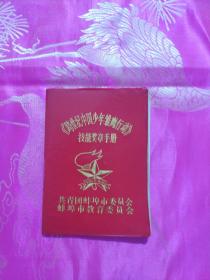 《跨世纪中国少年雏鹰行动》
技能奖章手册
共青团蚌埠市委员会
蚌埠市教育委员会